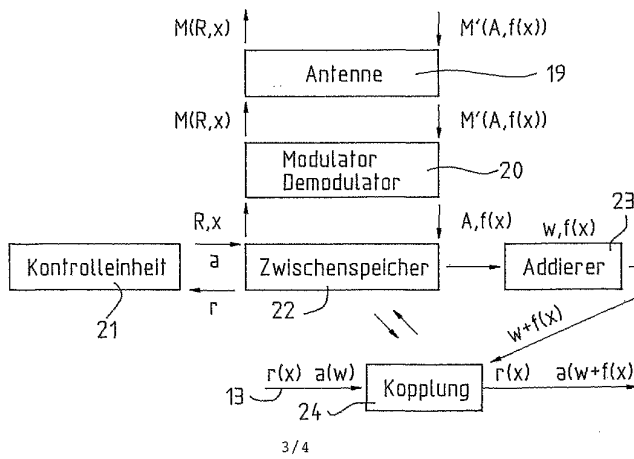 M(R,x) M'(A,f(x))
Antenne 19
M(R,x) M'(A,f(x))
Modulator
Demodulator 20
R,x A,f(x) w,f(x) 23
a
Kontrolleinheit Zwischenspeicher Addierer
r
21 22
w+f(x)
r(x) a(w) Kopplung r(x) a(w+f(x)
13 24
3/4